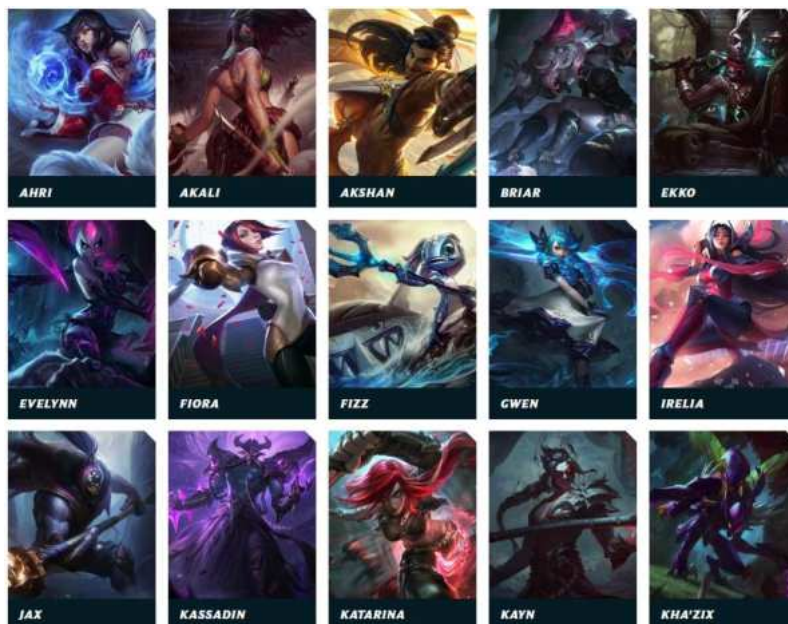 AHRI
AKALI
AKSHAN
BRIAR
EKKO
EVELYNN
FIORA
FIZZ
GWEN
IRELIA
JAX
KASSADIN
KATARINA
KAYN
KHA'ZIX